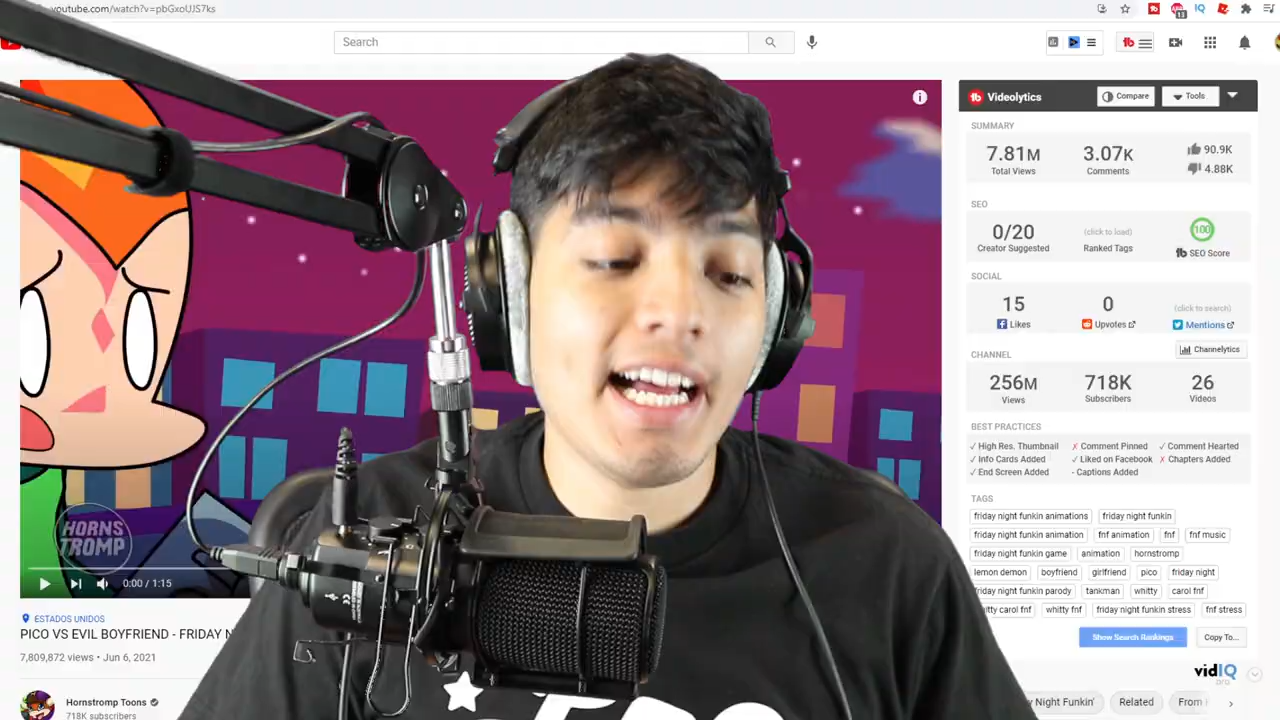 youtube.com/watch?v=pbGxoUJS7ks
11
Search
Videolytics
Compare
Tools
SUMMARY
7.81M
Total Views
3.07K
Comments
90.9K
4.88K
SEO
0/20
Creator Suggested
(click to load)
Ranked Tags
100
SEO Score
SOCIAL
15
Likes
0
Upvotes
(click to search)
Mentions
CHANNEL
Channelytics
256M
Views
718K
Subscribers
26
Videos
BEST PRACTICES
✓ High Res. Thumbnail ✗ Comment Pinned ✓ Comment Hearted
✓ Info Cards Added ✓ Liked on Facebook ✗ Chapters Added
✓ End Screen Added - Captions Added
TAGS
friday night funkin animations friday night funkin
friday night funkin animation fnf animation fnf fnf music
friday night funkin game animation hornstromp
lemon demon boyfriend girlfriend pico friday night
friday night funkin parody tankman whitty carol fnf
carol fnf whitty fnf friday night funkin stress fnf stress
Show Search Rankings
Copy To...
vidIQ
HORNS
TROMP
0:00 / 1:15
ESTADOS UNIDOS
PICO VS EVIL BOYFRIEND - FRIDAY
7,809,872 views • Jun 6, 2021
Hornstromp Toons
718K subscribers
Night Funkin'
Related
From